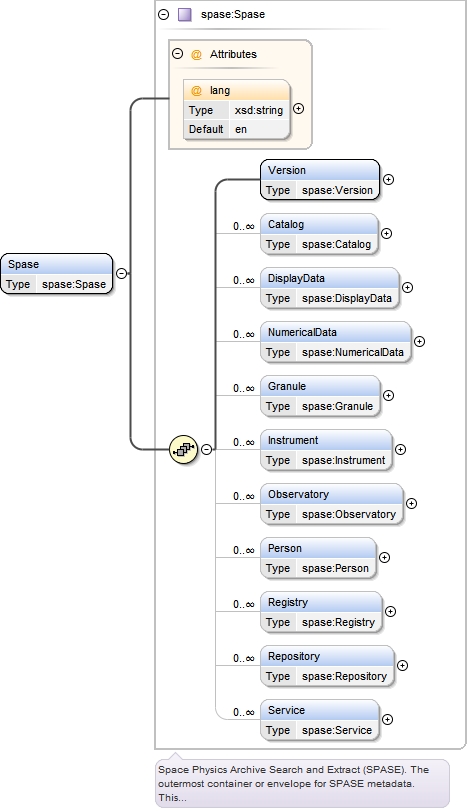 spase:Spase
@ Attributes
@ lang
Type xsd:string
Default en
Version
Type spase:Version
0..∞ Catalog
Type spase:Catalog
0..∞ DisplayData
Type spase:DisplayData
0..∞ NumericalData
Type spase:NumericalData
0..∞ Granule
Type spase:Granule
0..∞ Instrument
Type spase:Instrument
0..∞ Observatory
Type spase:Observatory
0..∞ Person
Type spase:Person
0..∞ Registry
Type spase:Registry
0..∞ Repository
Type spase:Repository
0..∞ Service
Type spase:Service
Spase
Type spase:Spase
Space Physics Archive Search and Extract (SPASE). The
outermost container or envelope for SPASE metadata.
This...